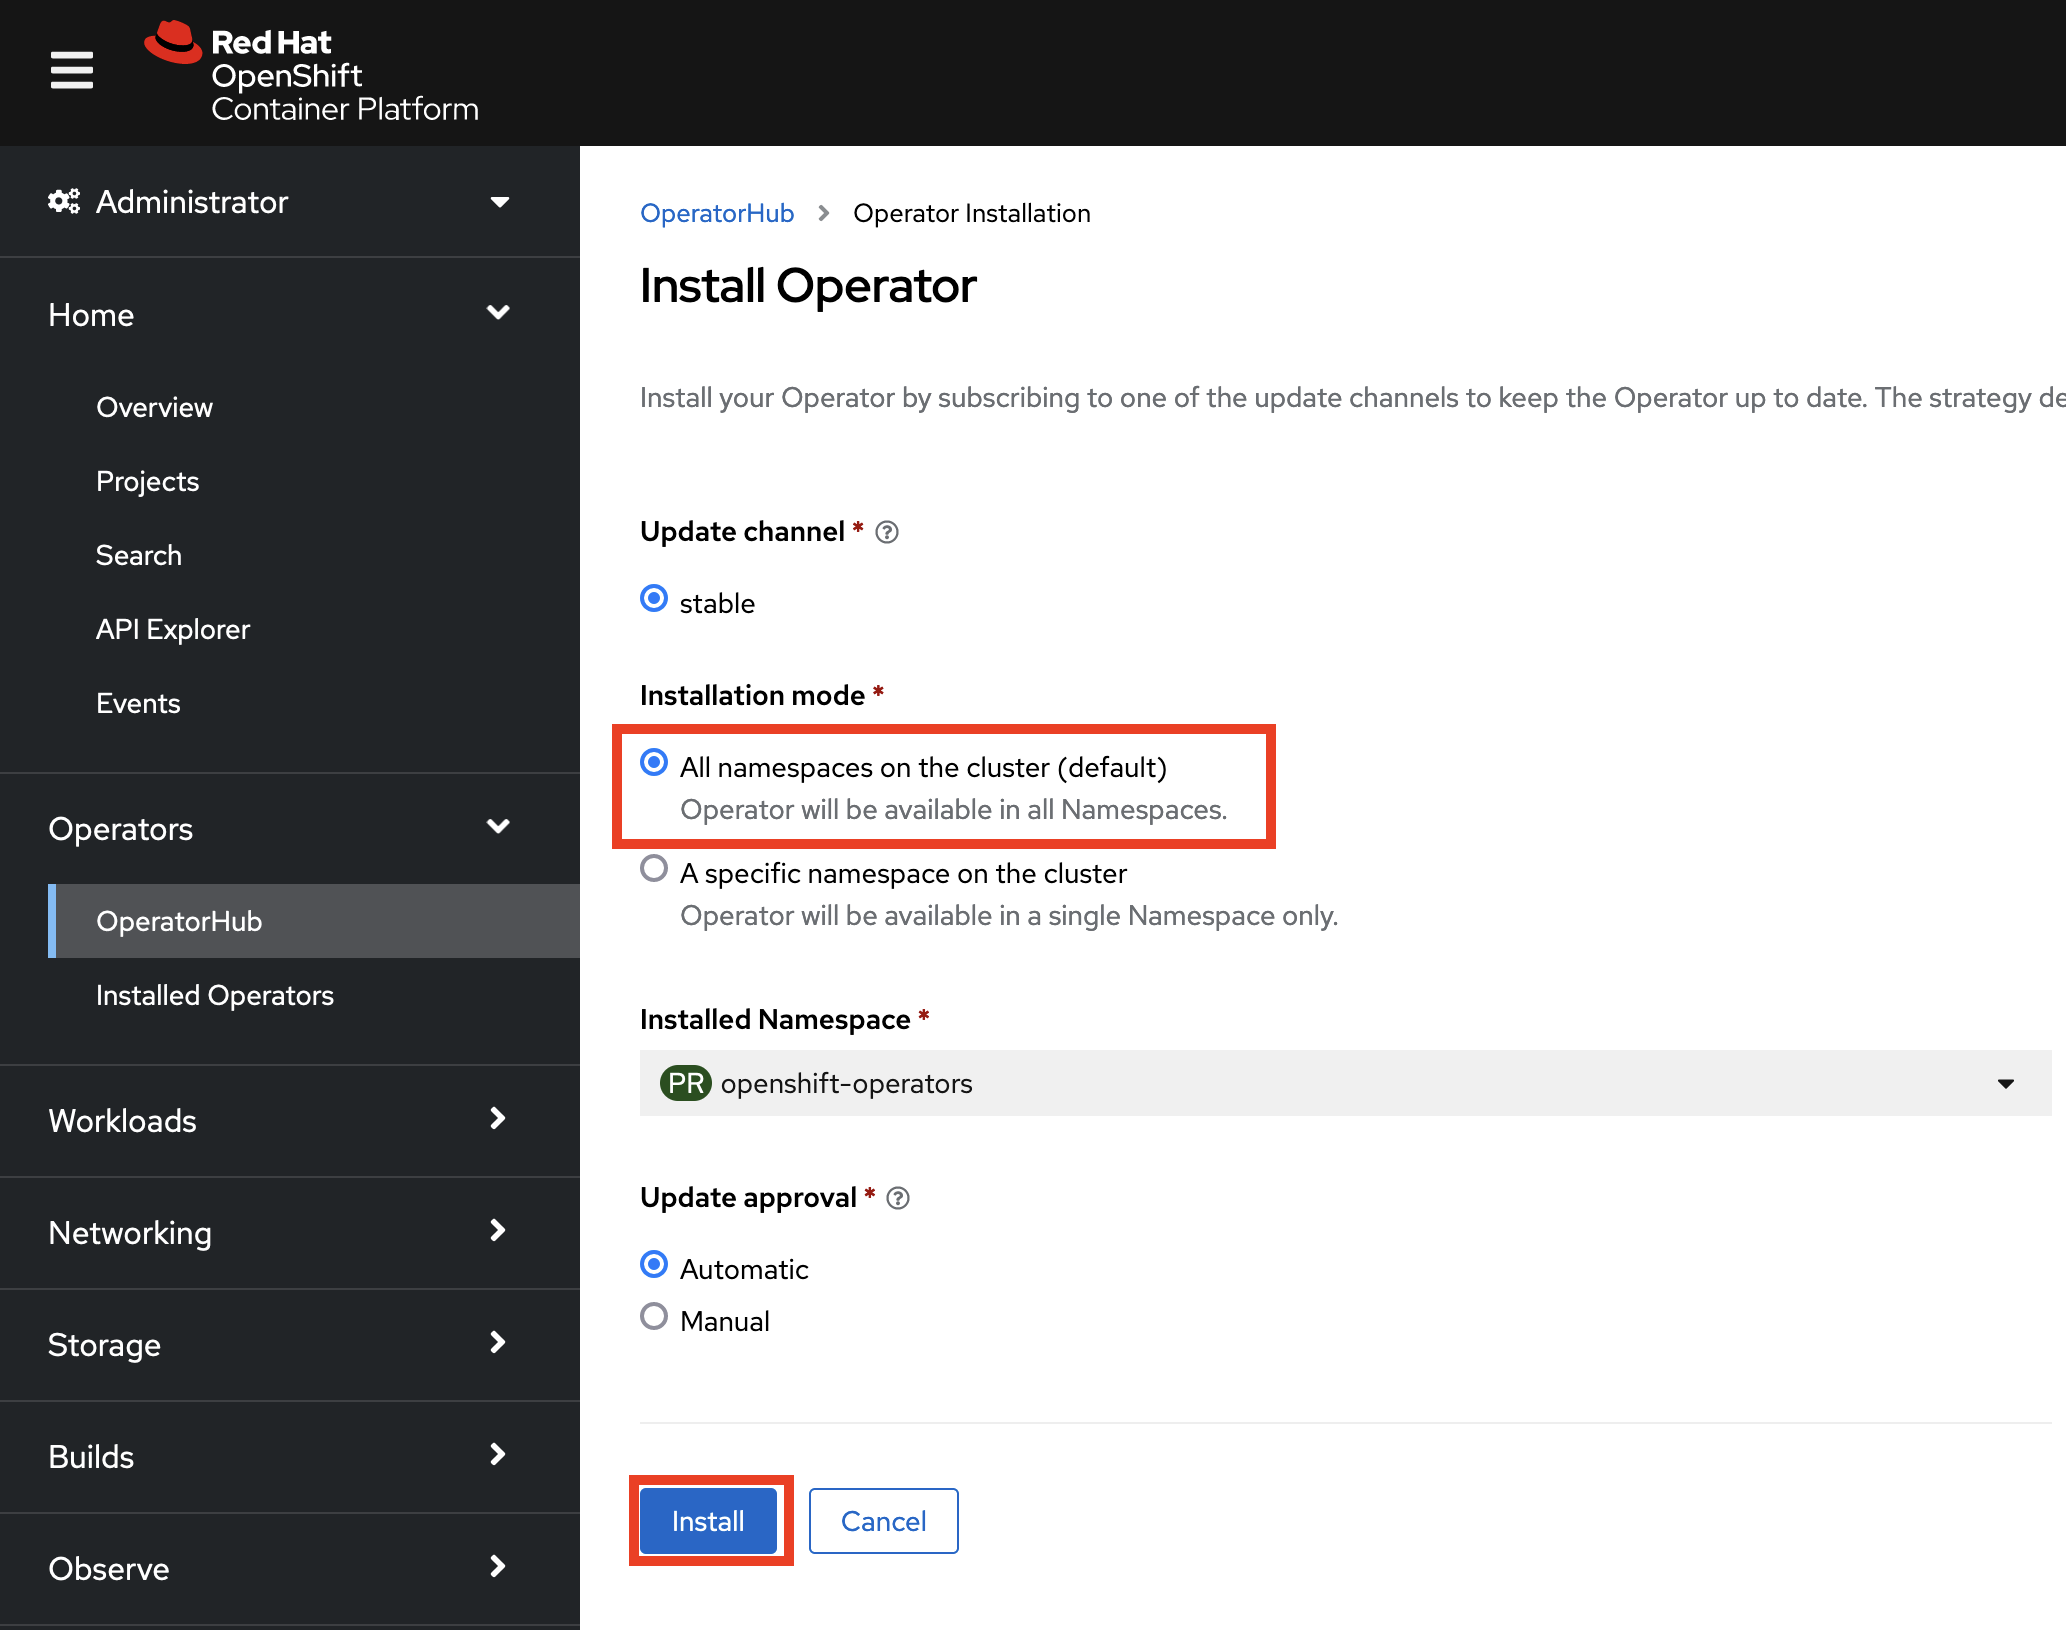 Red Hat
OpenShift
Container Platform
Administrator
Home
Overview
Projects
Search
API Explorer
Events
Operators
OperatorHub
Installed Operators
Workloads
Networking
Storage
Builds
Observe
OperatorHub > Operator Installation
Install Operator
Install your Operator by subscribing to one of the update channels to keep the Operator up to date. The strategy de
Update channel *
stable
Installation mode *
All namespaces on the cluster (default)
Operator will be available in all Namespaces.
A specific namespace on the cluster
Operator will be available in a single Namespace only.
Installed Namespace *
PR openshift-operators
Update approval *
Automatic
Manual
Install Cancel